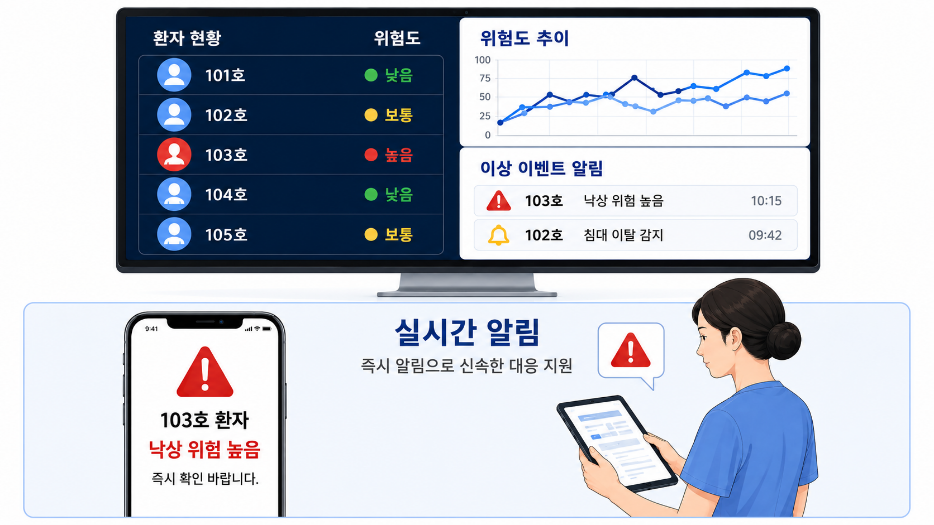 환자 현황 위험도
101호 낮음
102호 보통
103호 높음
104호 낮음
105호 보통
위험도 추이
100
75
50
25
0
이상 이벤트 알림
103호 낙상 위험 높음 10:15
102호 침대 이탈 감지 09:42
9:41
103호 환자
낙상 위험 높음
즉시 확인 바랍니다.
실시간 알림
즉시 알림으로 신속한 대응 지원